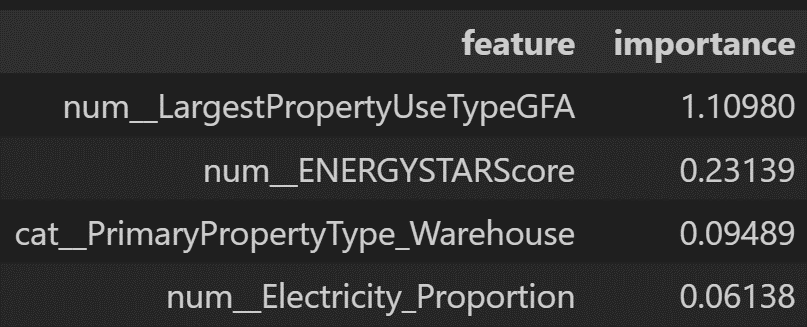 feature importance
num__LargestPropertyUseTypeGFA 1.10980
num__ENERGYSTARScore 0.23139
cat__PrimaryPropertyType_Warehouse 0.09489
num__Electricity_Proportion 0.06138